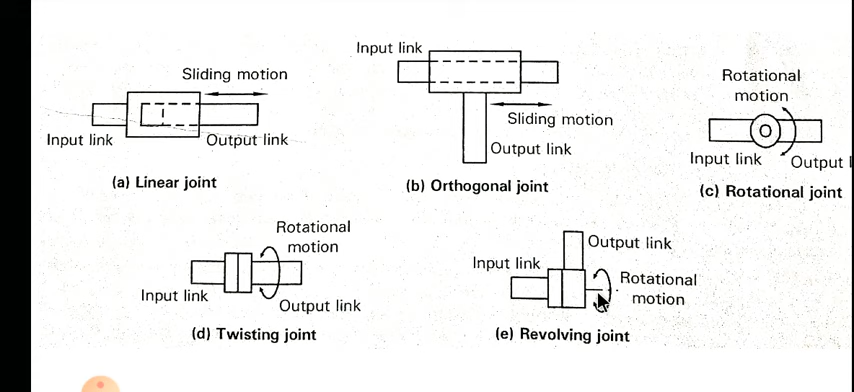 Sliding motion
Input link
Output link
(a) Linear joint
Input link
Sliding motion
Output link
(b) Orthogonal joint
Rotational
motion
Input link
Output
(c) Rotational joint
Rotational
motion
Input link
Output link
(d) Twisting joint
Output link
Input link
Rotational
motion
(e) Revolving joint